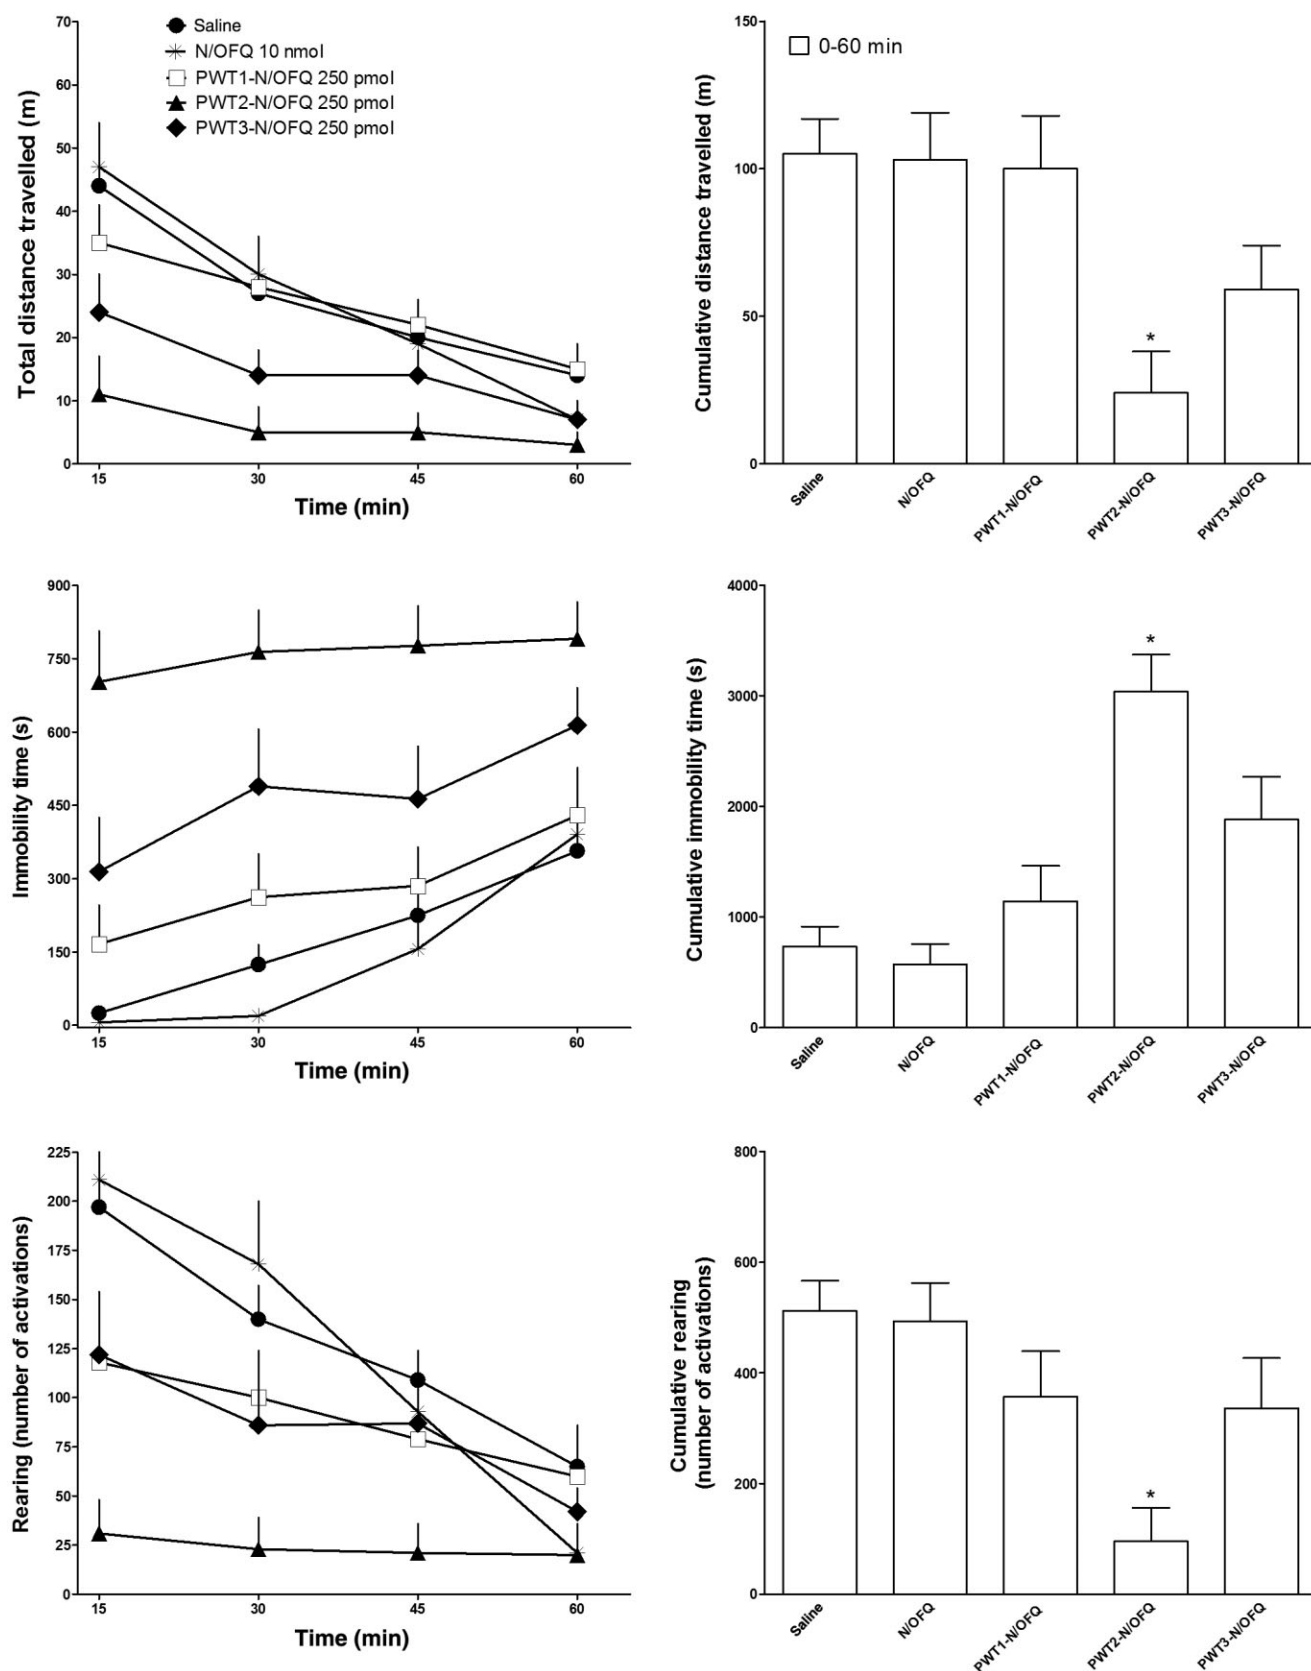 Total distance travelled (m)
70
60
50
40
30
20
10
0
Saline
N/OFQ 10 nmol
PWT1-N/OFQ 250 pmol
PWT2-N/OFQ 250 pmol
PWT3-N/OFQ 250 pmol
15
30
45
60
Time (min)
Cumulative distance travelled (m)
150
100
50
0
0-60 min
*
Saline
N/OFQ
PWT1-N/OFQ
PWT2-N/OFQ
PWT3-N/OFQ
Immobility time (s)
900
750
600
450
300
150
0
15
30
45
60
Time (min)
Cumulative immobility time (s)
4000
3000
2000
1000
0
*
Saline
N/OFQ
PWT1-N/OFQ
PWT2-N/OFQ
PWT3-N/OFQ
Rearing (number of activations)
225
200
175
150
125
100
75
50
25
0
15
30
45
60
Time (min)
Cumulative rearing
(number of activations)
800
600
400
200
0
*
Saline
N/OFQ
PWT1-N/OFQ
PWT2-N/OFQ
PWT3-N/OFQ